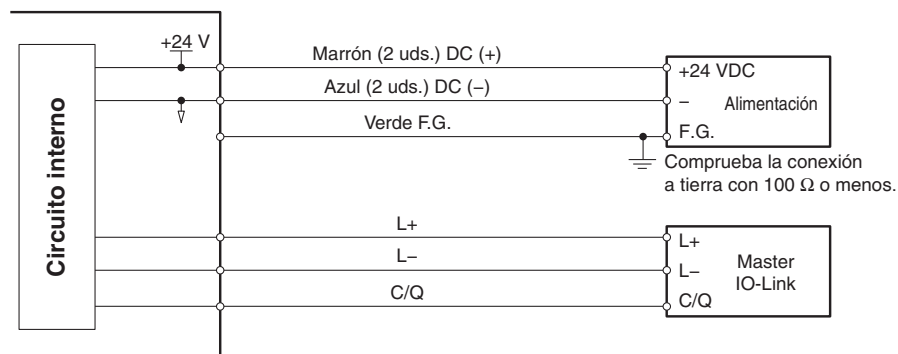 +24 V
Marrón (2 uds.) DC (+)
+24 VDC
Azul (2 uds.) DC (−)
−
Alimentación
Verde F.G.
F.G.
Comprueba la conexión
a tierra con 100 Ω o menos.
Circuito interno
L+
L+
L−
L−
Master
IO-Link
C/Q
C/Q